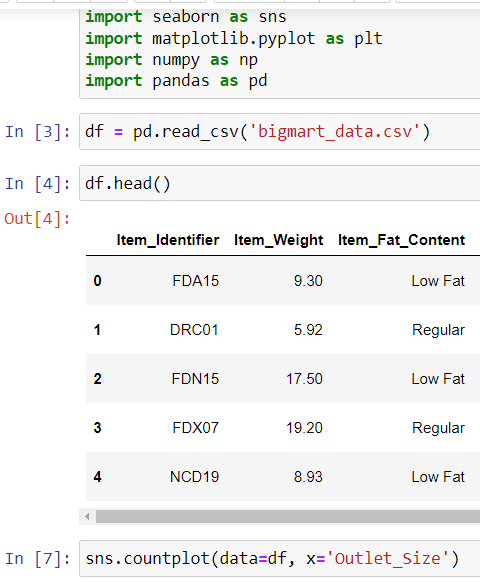 import seaborn as sns
import matplotlib.pyplot as plt
import numpy as np
import pandas as pd
In [3]: df = pd.read_csv('bigmart_data.csv')
In [4]: df.head()
Out[4]:
Item_Identifier Item_Weight Item_Fat_Content
0 FDA15 9.30 Low Fat
1 DRC01 5.92 Regular
2 FDN15 17.50 Low Fat
3 FDX07 19.20 Regular
4 NCD19 8.93 Low Fat
In [7]: sns.countplot(data=df, x='Outlet_Size')